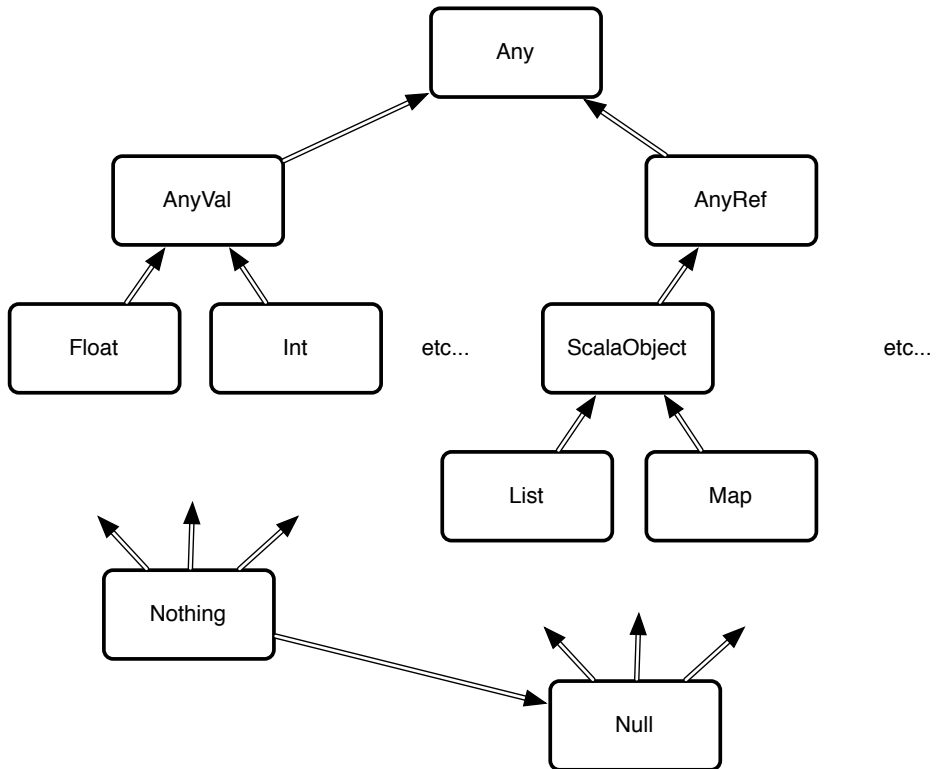 Any
AnyVal
AnyRef
Float
Int
etc...
ScalaObject
etc...
List
Map
Nothing
Null